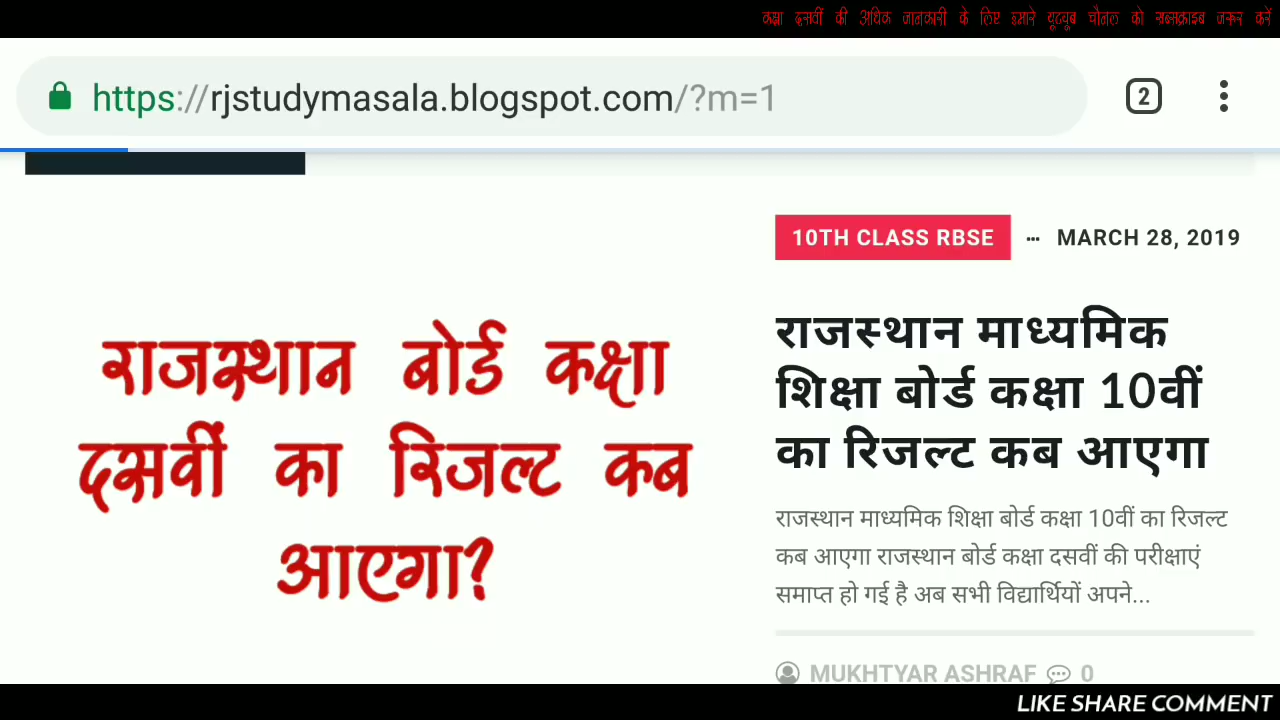 कक्षा दसवीं की अधिक जानकारी के लिए हमारे यूट्यूब चैनल को सब्सक्राइब जरूर करें
https://rjstudymasala.blogspot.com/?m=1
2
10TH CLASS RBSE ... MARCH 28, 2019
राजस्थान बोर्ड कक्षा
दसवीं का रिजल्ट कब
आएगा?
राजस्थान माध्यमिक
शिक्षा बोर्ड कक्षा 10वीं
का रिजल्ट कब आएगा
राजस्थान माध्यमिक शिक्षा बोर्ड कक्षा 10वीं का रिजल्ट
कब आएगा राजस्थान बोर्ड कक्षा दसवीं की परीक्षाएं
समाप्त हो गई है अब सभी विद्यार्थियों अपने...
MUKHTYAR ASHRAF 0
LIKE SHARE COMMENT